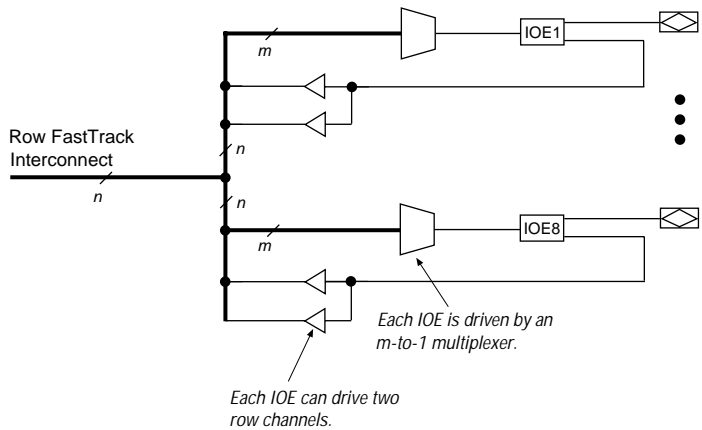 m
IOE1
n
Row FastTrack
Interconnect
n
n
m
IOE8
Each IOE is driven by an
m-to-1 multiplexer.
Each IOE can drive two
row channels.